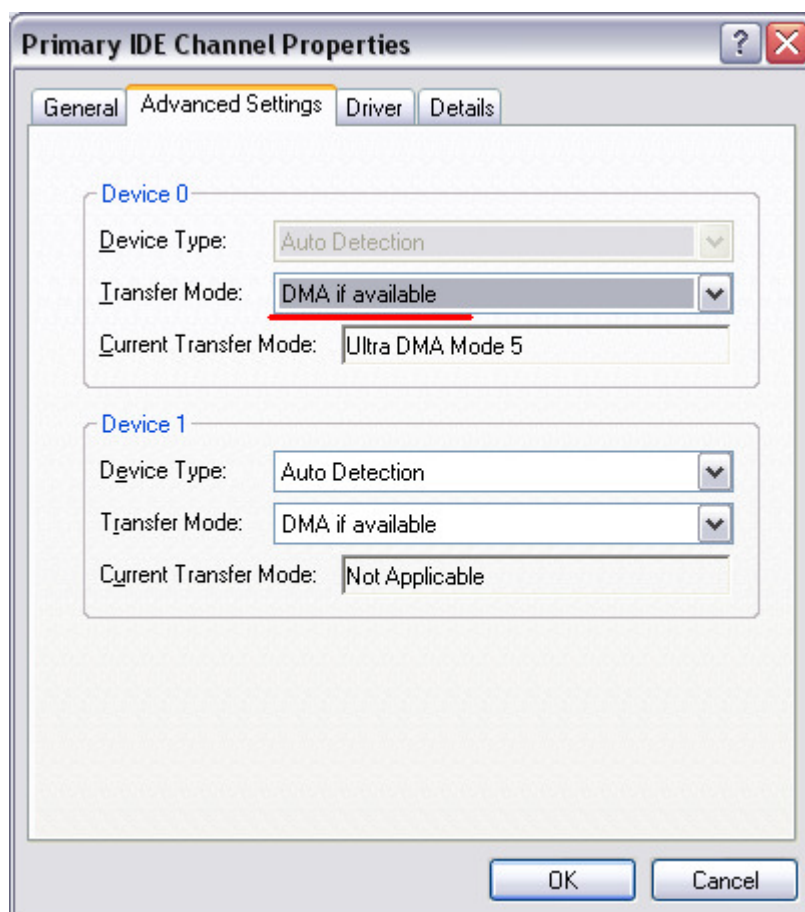 Primary IDE Channel Properties
General Advanced Settings Driver Details
Device 0
Device Type: Auto Detection
Transfer Mode: DMA if available
Current Transfer Mode: Ultra DMA Mode 5
Device 1
Device Type: Auto Detection
Transfer Mode: DMA if available
Current Transfer Mode: Not Applicable
OK Cancel